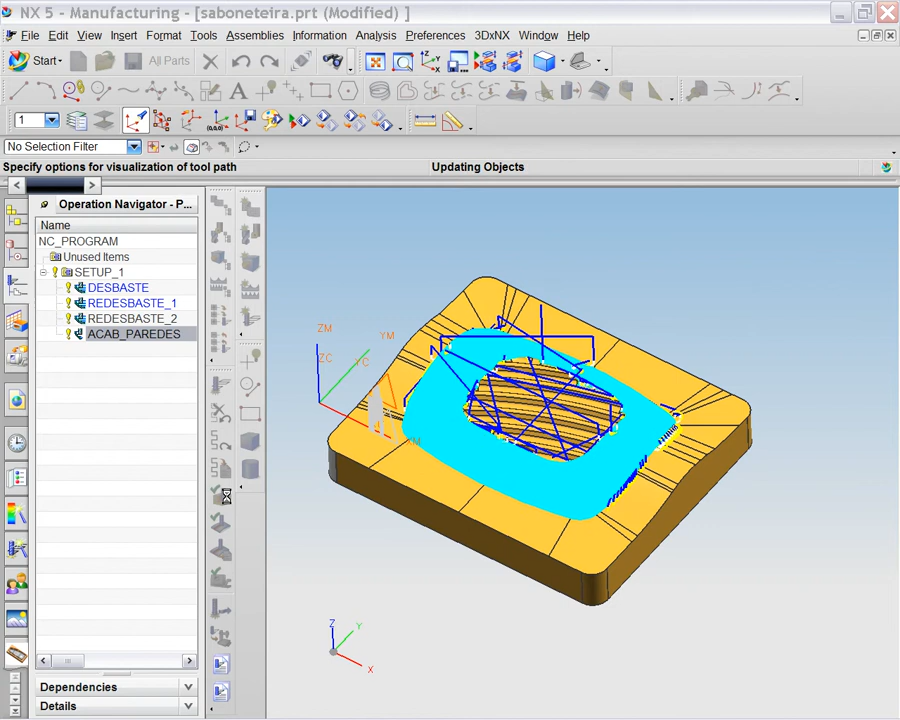 NX 5 - Manufacturing - [saboneteira.prt (Modified) ]
File Edit View Insert Format Tools Assemblies Information Analysis Preferences 3DxNX Window Help
Start All Parts
1
No Selection Filter
Specify options for visualization of tool path Updating Objects
Operation Navigator - P...
Name
NC_PROGRAM
Unused Items
SETUP_1
DESBASTE
REDESBASTE_1
REDESBASTE_2
ACAB_PAREDES
ZM
YM
ZC
YC
XM
Z
Y
X
Dependencies
Details